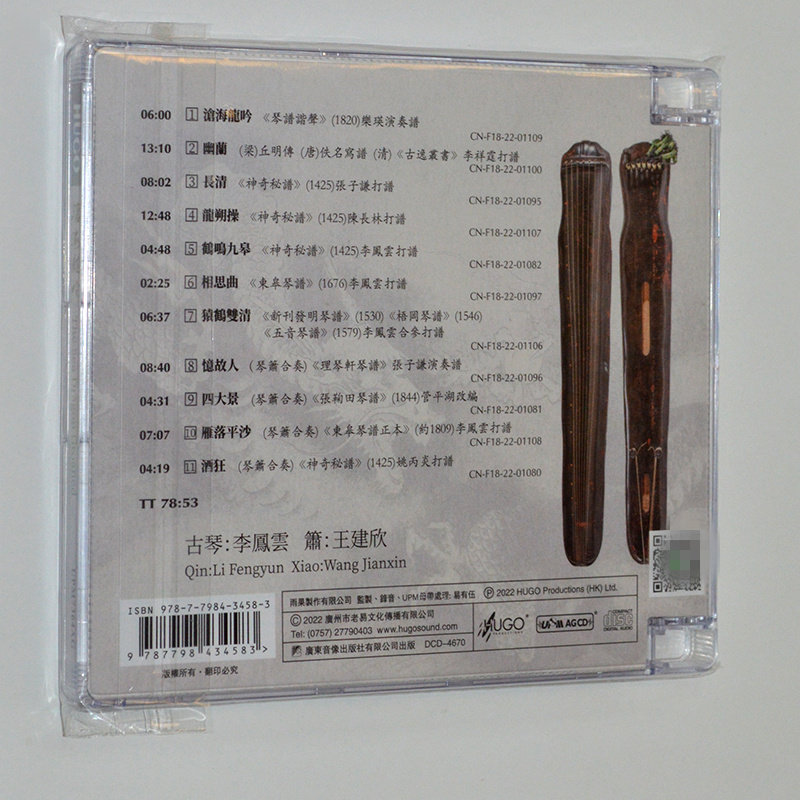 06:00 1 滄海龍吟 《琴譜諧聲》(1820)樂瑛演奏譜
CN-F18-22-01109
13:10 2 幽蘭 (梁)丘明傳 (唐)佚名寫譜 (清)《古逸叢書》李祥霆打譜
CN-F18-22-01100
08:02 3 長清 《神奇秘譜》(1425)張子謙打譜
CN-F18-22-01095
12:48 4 龍朔操 《神奇秘譜》(1425)陳長林打譜
CN-F18-22-01107
04:48 5 鶴鳴九皋 《神奇秘譜》(1425)李鳳雲打譜
CN-F18-22-01082
02:25 6 相思曲 《東皋琴譜》(1676)李鳳雲打譜
CN-F18-22-01097
06:37 7 猿鶴雙清 《新刊發明琴譜》(1530)《梧岡琴譜》(1546)
《五音琴譜》(1579)李鳳雲合參打譜
CN-F18-22-01106
08:40 8 憶故人 (琴簫合奏)《理琴軒琴譜》張子謙演奏譜
CN-F18-22-01096
04:31 9 四大景 (琴簫合奏)《張鞠田琴譜》(1844)管平湖改編
CN-F18-22-01081
07:07 10 雁落平沙 (琴簫合奏)《東皋琴譜正本》(約1809)李鳳雲打譜
CN-F18-22-01108
04:19 11 酒狂 (琴簫合奏)《神奇秘譜》(1425)姚丙炎打譜
CN-F18-22-01080
TT 78:53
古琴:李鳳雲 簫:王建欣
Qin:Li Fengyun Xiao:Wang Jianxin
ISBN 978-7-7984-3458-3
9 787798 434583 >
版權所有·翻印必究
雨果製作有限公司 監製、錄音、UPM母帶處理: 易有伍 Ⓟ 2022 HUGO Productions (HK) Ltd.
© 2022 廣州市老易文化傳播有限公司
Tel: (0757) 27790403 www.hugosound.com
廣東音像出版社有限公司出版 DCD-4670
HUGO
PRODUCTIONS
UPM AGCD
COMPACT
disc
DIGITAL AUDIO